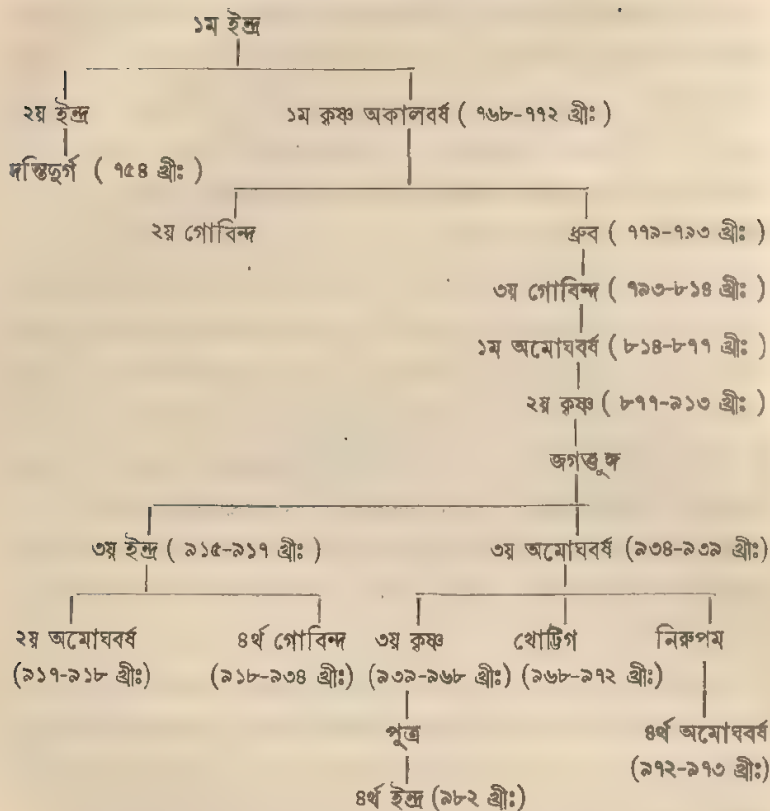 ১ম ইন্দ্র
২য় ইন্দ্র ১ম কৃষ্ণ অকালবর্ষ ( ৭৬৮-৭৭২ খ্রীঃ )
দন্তিদুর্গ ( ৭৫৪ খ্রীঃ )
২য় গোবিন্দ ধ্রুব ( ৭৭৯-৭৯৩ খ্রীঃ )
৩য় গোবিন্দ ( ৭৯৩-৮১৪ খ্রীঃ )
১ম অমোঘবর্ষ ( ৮১৪-৮৭৭ খ্রীঃ )
২য় কৃষ্ণ ( ৮৭৭-৯১৩ খ্রীঃ )
জগত্তুঙ্গ
৩য় ইন্দ্র ( ৯১৫-৯১৭ খ্রীঃ ) ৩য় অমোঘবর্ষ (৯৩৪-৯৩৯ খ্রীঃ )
২য় অমোঘবর্ষ ৪র্থ গোবিন্দ ৩য় কৃষ্ণ খোট্টিগ নিরুপম
(৯১৭-৯১৮ খ্রীঃ) (৯১৮-৯৩৪ খ্রীঃ) (৯৩৯-৯৬৮ খ্রীঃ) (৯৬৮-৯৭২ খ্রীঃ)
পুত্র ৪র্থ অমোঘবর্ষ
(৯৭২-৯৭৩ খ্রীঃ)
৪র্থ ইন্দ্র (৯৮২ খ্রীঃ)